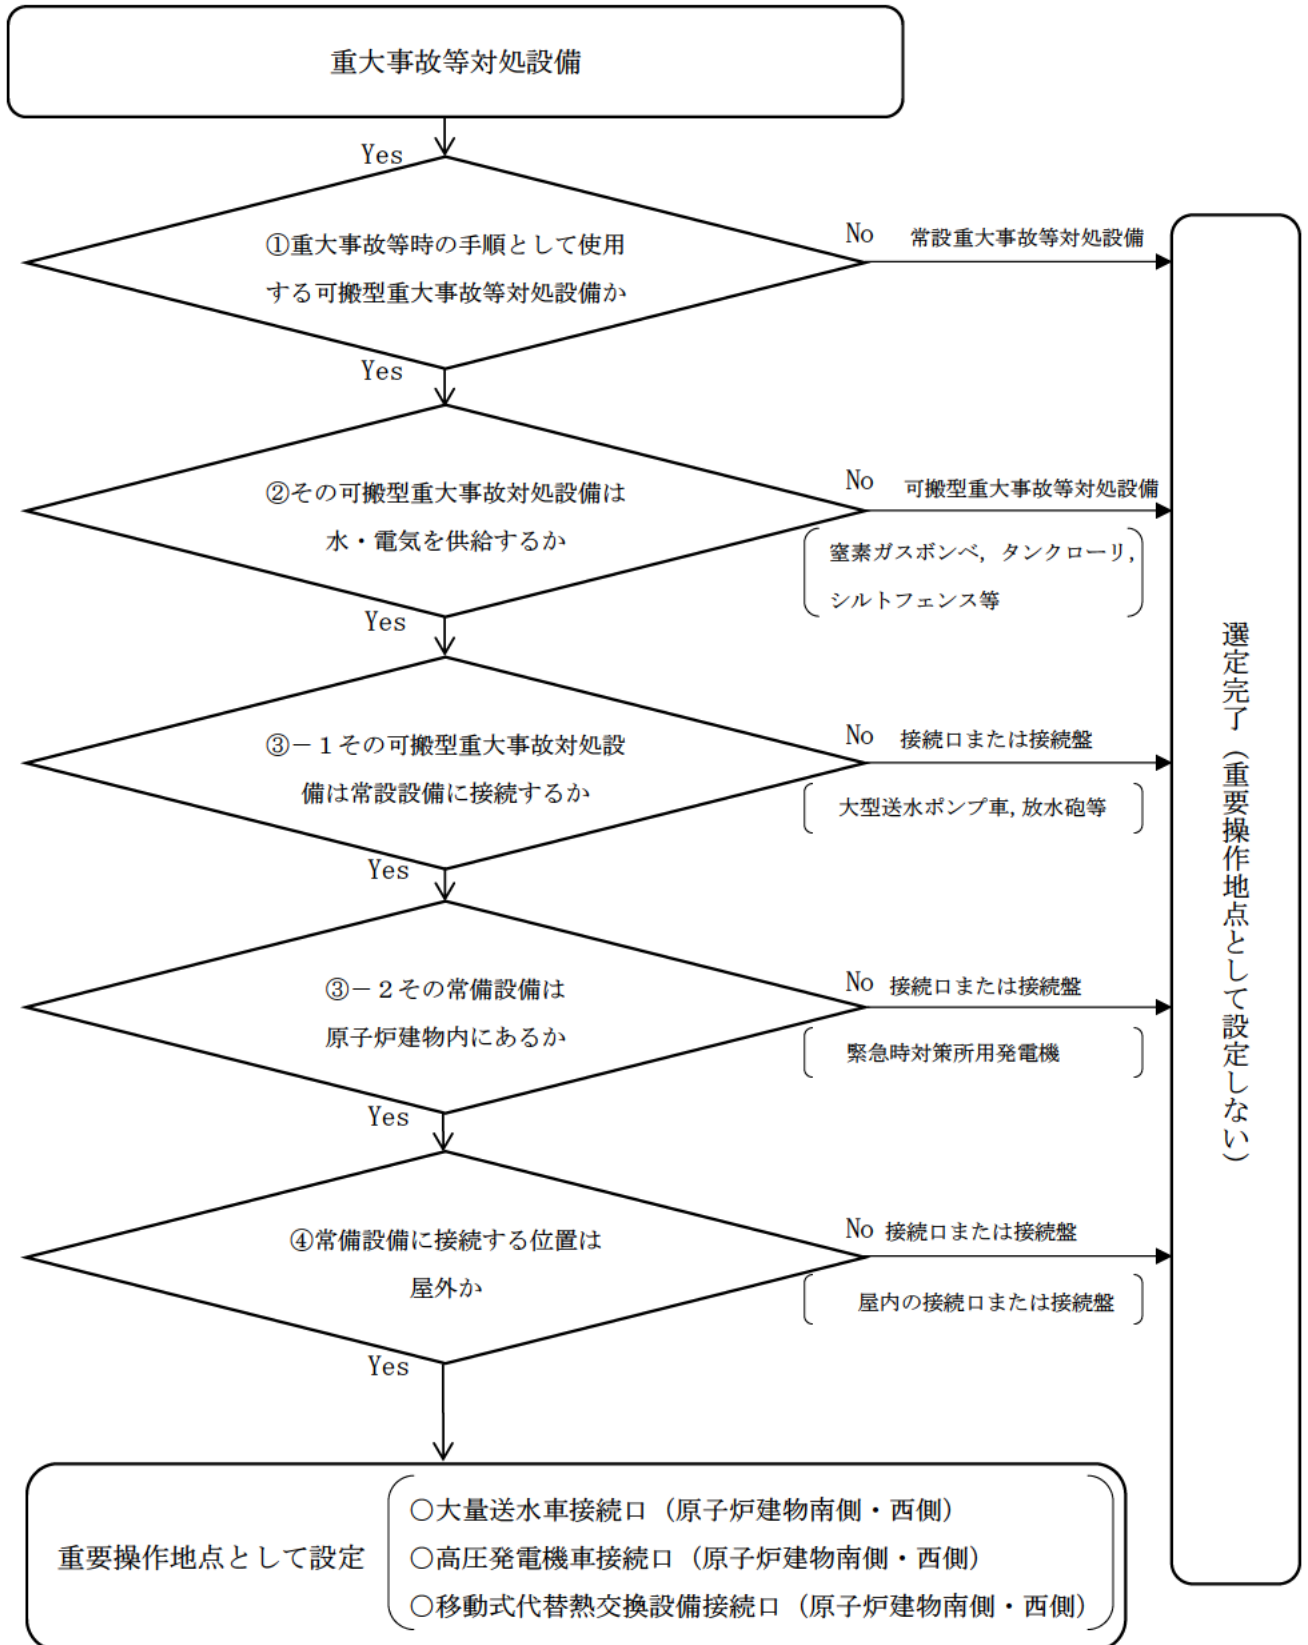 重大事故等対処設備
Yes
①重大事故等時の手順として使用
する可搬型重大事故等対処設備か
No 常設重大事故等対処設備
Yes
②その可搬型重大事故対処設備は
水・電気を供給するか
No 可搬型重大事故等対処設備
窒素ガスボンベ, タンクローリ,
シルトフェンス等
Yes
③－１その可搬型重大事故対処設
備は常設設備に接続するか
No 接続口または接続盤
大型送水ポンプ車, 放水砲等
Yes
③－２その常備設備は
原子炉建物内にあるか
No 接続口または接続盤
緊急時対策所用発電機
Yes
④常備設備に接続する位置は
屋外か
No 接続口または接続盤
屋内の接続口または接続盤
Yes
重要操作地点として設定
○大量送水車接続口（原子炉建物南側・西側）
○高圧発電機車接続口（原子炉建物南側・西側）
○移動式代替熱交換設備接続口（原子炉建物南側・西側）
選定完了（重要操作地点として設定しない）